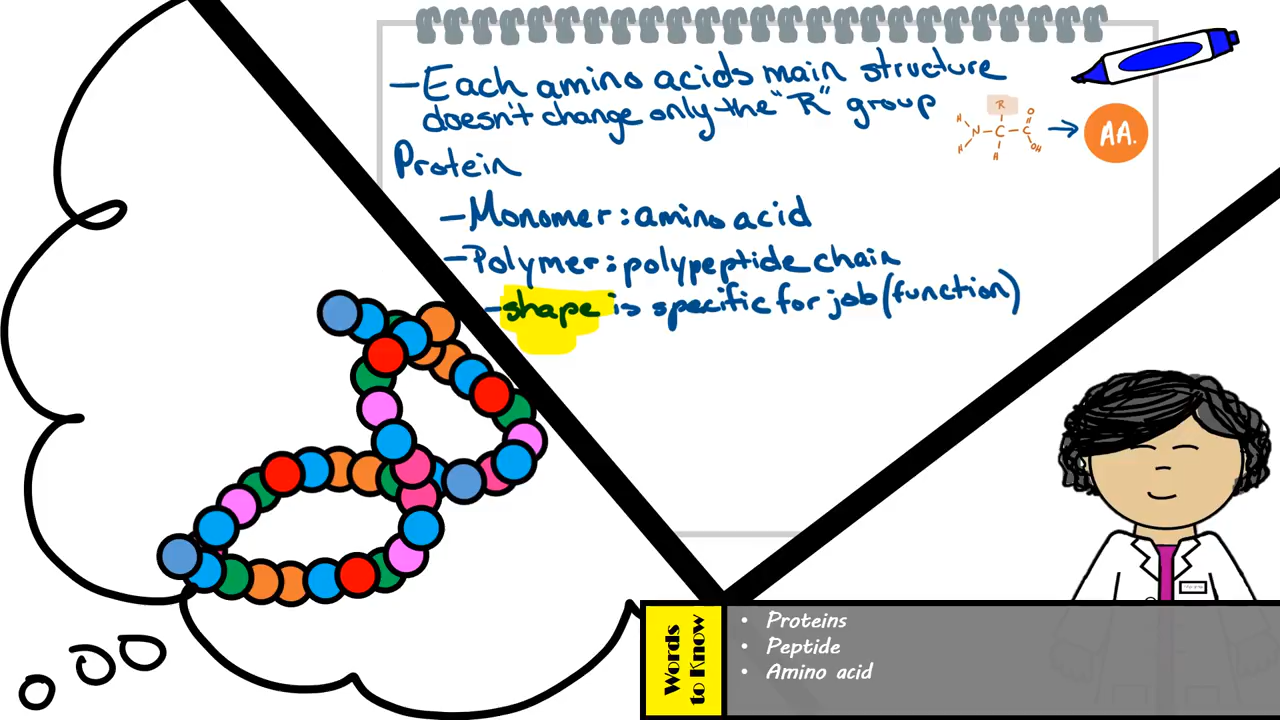 -Each amino acids main structure
doesn't change only the "R" group
R
H
N - C - C
O
OH
H
H
AA.
Protein
-Monomer: amino acid
-Polymer: polypeptide chain
-shape is specific for job (function)
Words
to Know
• Proteins
• Peptide
• Amino acid